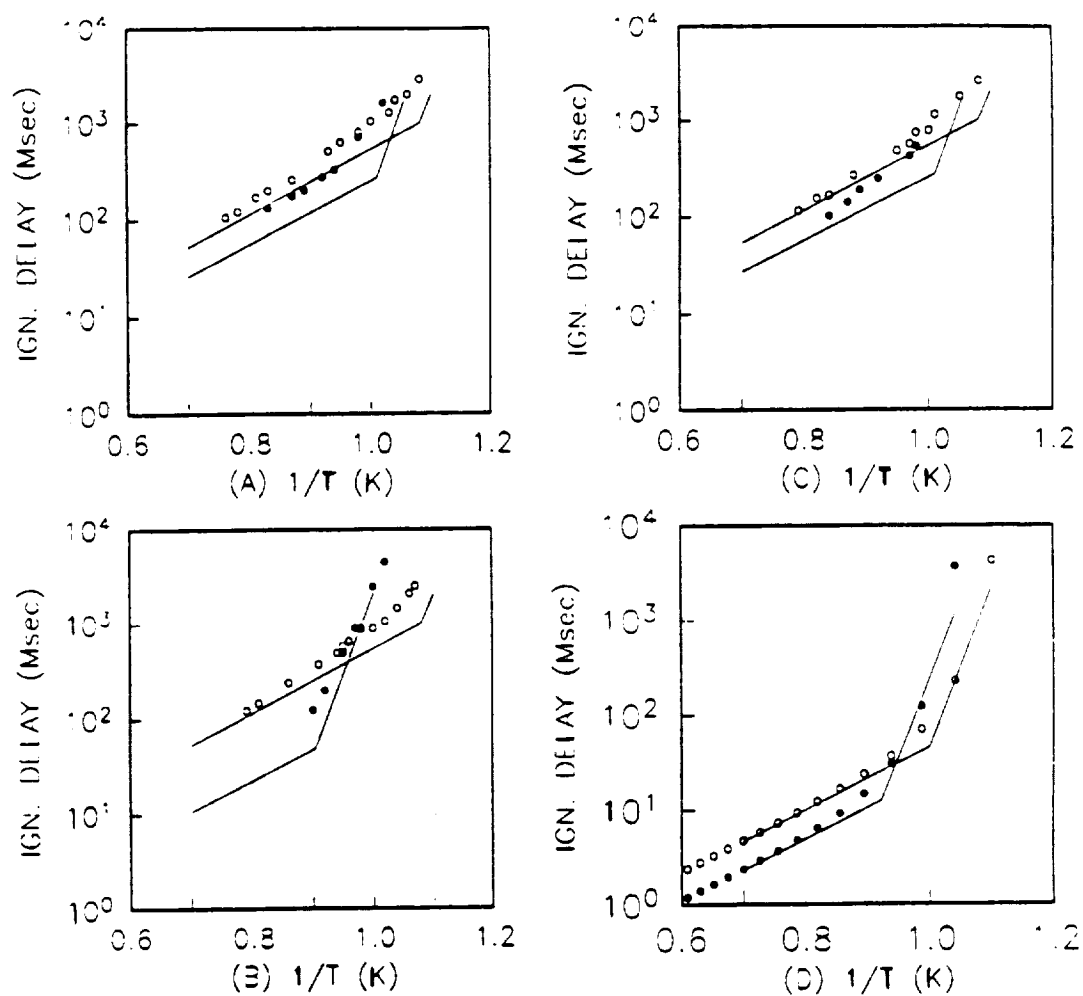 10⁴
10³
10²
10¹
10⁰
IGN. DELAY (Msec)
0.6 0.8 1.0 1.2
(A) 1/T (K)
10⁴
10³
10²
10¹
10⁰
IGN. DELAY (Msec)
0.6 0.8 1.0 1.2
(C) 1/T (K)
10⁴
10³
10²
10¹
10⁰
IGN. DELAY (Msec)
0.6 0.8 1.0 1.2
(B) 1/T (K)
10⁴
10³
10²
10¹
10⁰
IGN. DELAY (Msec)
0.6 0.8 1.0 1.2
(D) 1/T (K)